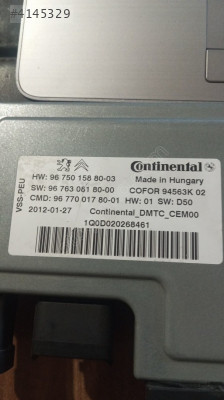 #4145329
Continental
HW: 96 750 158 80-03 Made in Hungary
SW: 96 763 081 80-00 COFOR 94563K 02
CMD: 96 770 017 80-01 HW: 01 SW: D50
2012-01-27 Continental_DMTC_CEM00
1Q0D020268461
VSS-PEU